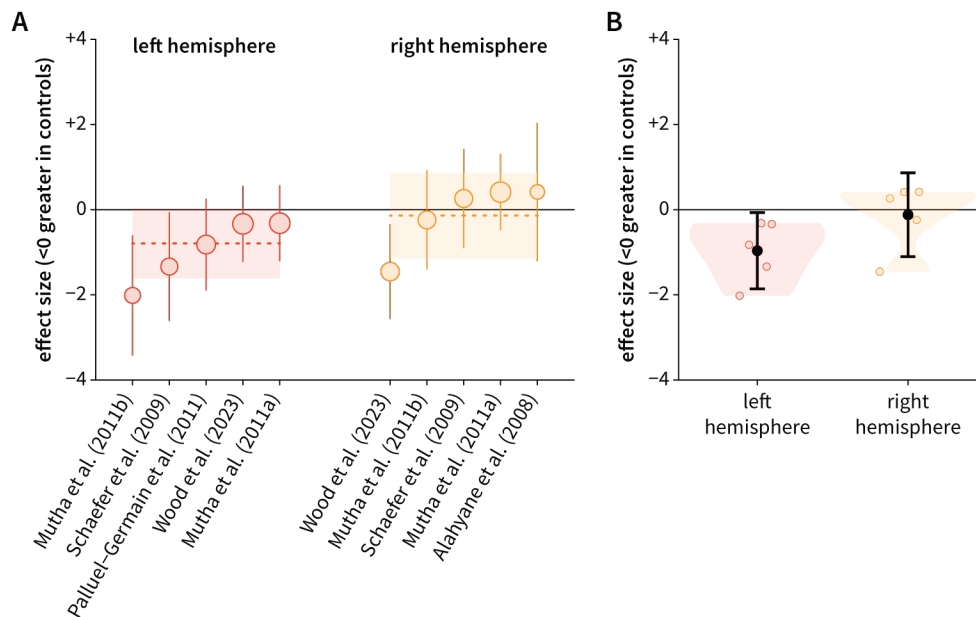 A
left hemisphere
right hemisphere
effect size (<0 greater in controls)
+4
+2
0
−2
−4
Mutha et al. (2011b)
Schaefer et al. (2009)
Palluel–Germain et al. (2011)
Wood et al. (2023)
Mutha et al. (2011a)
Wood et al. (2023)
Mutha et al. (2011b)
Schaefer et al. (2009)
Mutha et al. (2011a)
Alahyane et al. (2008)
B
effect size (<0 greater in controls)
+4
+2
0
−2
−4
left
hemisphere
right
hemisphere